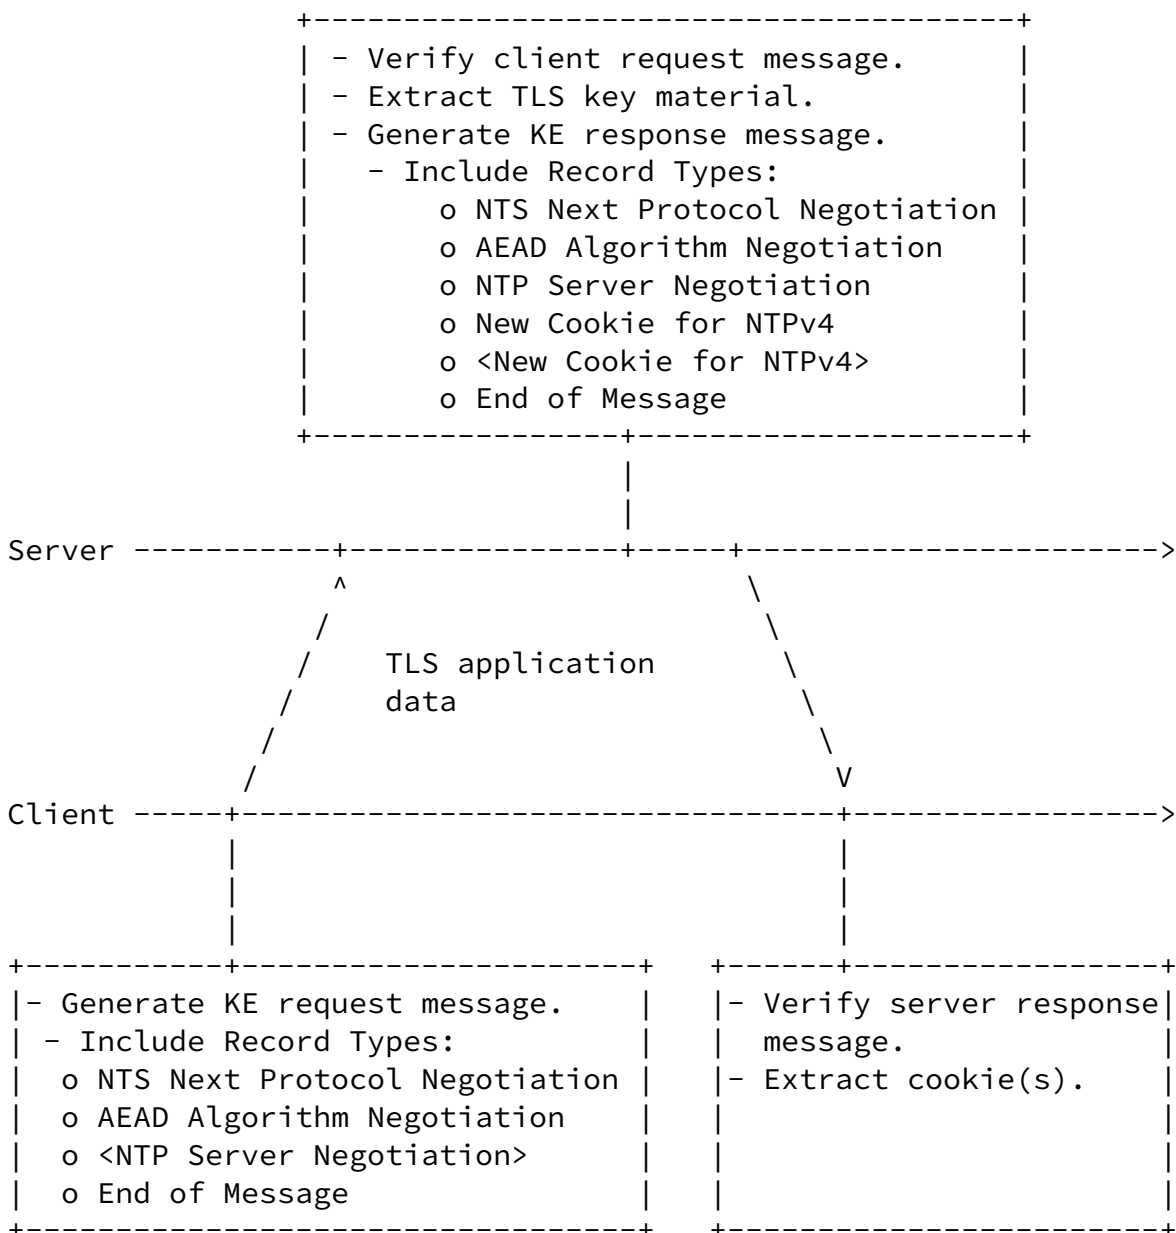 - Verify client request message.
- Extract TLS key material.
- Generate KE response message.
- Include Record Types:
o NTS Next Protocol Negotiation
o AEAD Algorithm Negotiation
o NTP Server Negotiation
o New Cookie for NTPv4
o <New Cookie for NTPv4>
o End of Message
Server
TLS application
data
Client
- Generate KE request message.
- Include Record Types:
o NTS Next Protocol Negotiation
o AEAD Algorithm Negotiation
o <NTP Server Negotiation>
o End of Message
- Verify server response
message.
- Extract cookie(s).